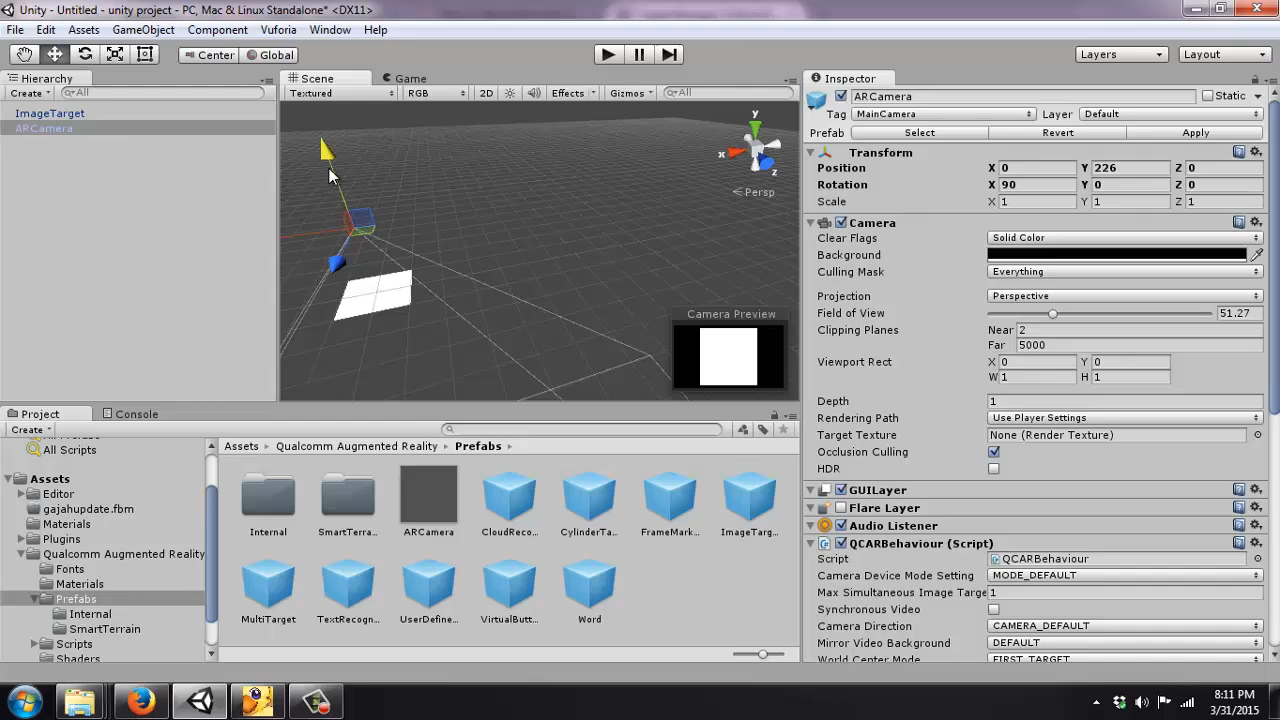 Unity - Untitled - unity project - PC, Mac & Linux Standalone* <DX11>
File Edit Assets GameObject Component Vuforia Window Help
Center Global Layers Layout
Hierarchy
Create All
ImageTarget
ARCamera
Scene Game
Textured RGB 2D Effects Gizmos All
y
x
z
Persp
Camera Preview
Inspector
ARCamera Static
Tag MainCamera Layer Default
Prefab Select Revert Apply
Transform
Position X 0 Y 226 Z 0
Rotation X 90 Y 0 Z 0
Scale X 1 Y 1 Z 1
Camera
Clear Flags Solid Color
Background
Culling Mask Everything
Projection Perspective
Field of View 51.27
Clipping Planes Near 2
Far 5000
Viewport Rect X 0 Y 0
W 1 H 1
Depth 1
Rendering Path Use Player Settings
Target Texture None (Render Texture)
Occlusion Culling
HDR
GUILayer
Flare Layer
Audio Listener
QCARBehaviour (Script)
Script QCARBehaviour
Camera Device Mode Setting MODE_DEFAULT
Max Simultaneous Image Targe 1
Synchronous Video
Camera Direction CAMERA_DEFAULT
Mirror Video Background DEFAULT
World Center Mode FIRST_TARGET
Project Console
Create
All Scripts
Assets
Editor
gajahupdate.fbm
Materials
Plugins
Qualcomm Augmented Reality
Fonts
Materials
Prefabs
Internal
SmartTerrain
Scripts
Shaders
Assets Qualcomm Augmented Reality Prefabs
Internal SmartTerra... ARCamera CloudReco... CylinderTa... FrameMark... ImageTarg...
MultiTarget TextRecogn... UserDefine... VirtualButt... Word
8:11 PM
3/31/2015